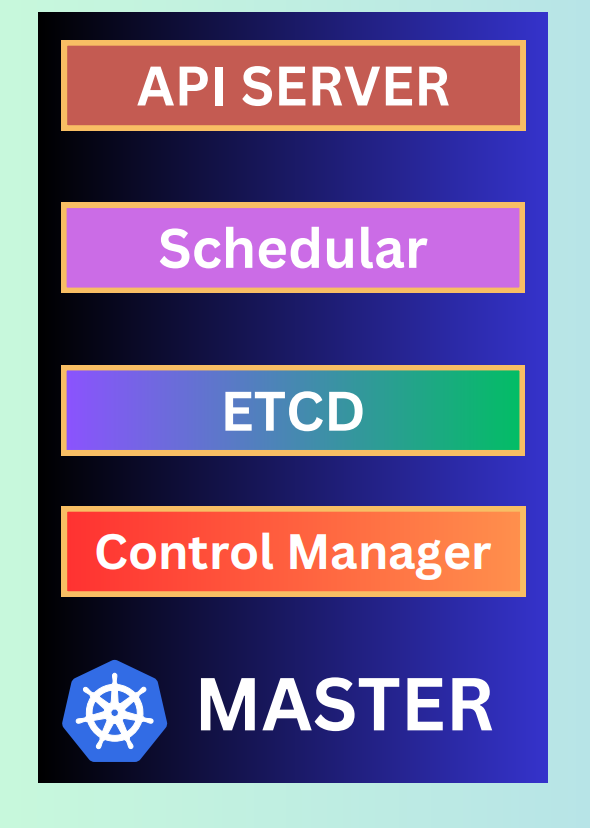 API SERVER
Schedular
ETCD
Control Manager
MASTER